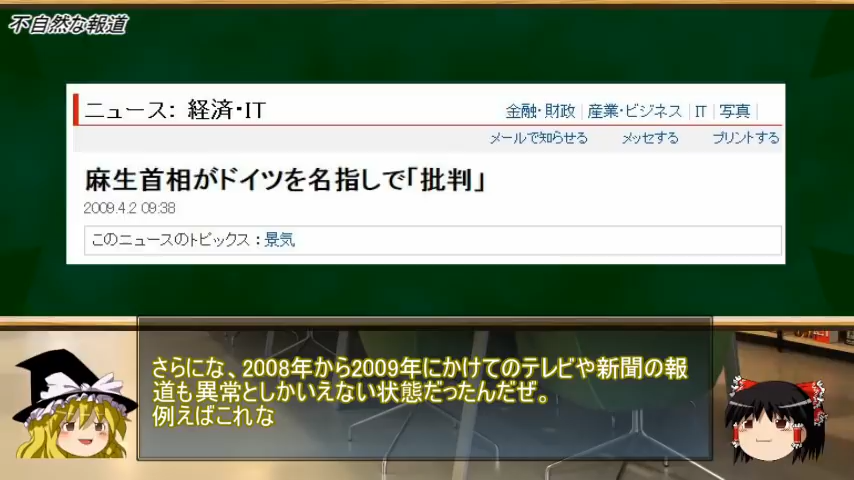 不自然な報道
ニュース: 経済・IT
金融・財政 | 産業・ビジネス | IT | 写真 |
メールで知らせる メッセする プリントする
麻生首相がドイツを名指しで「批判」
2009.4.2 09:38
このニュースのトピックス：景気
さらにな、2008年から2009年にかけてのテレビや新聞の報
道も異常としかいえない状態だったんだぜ。
例えばこれな